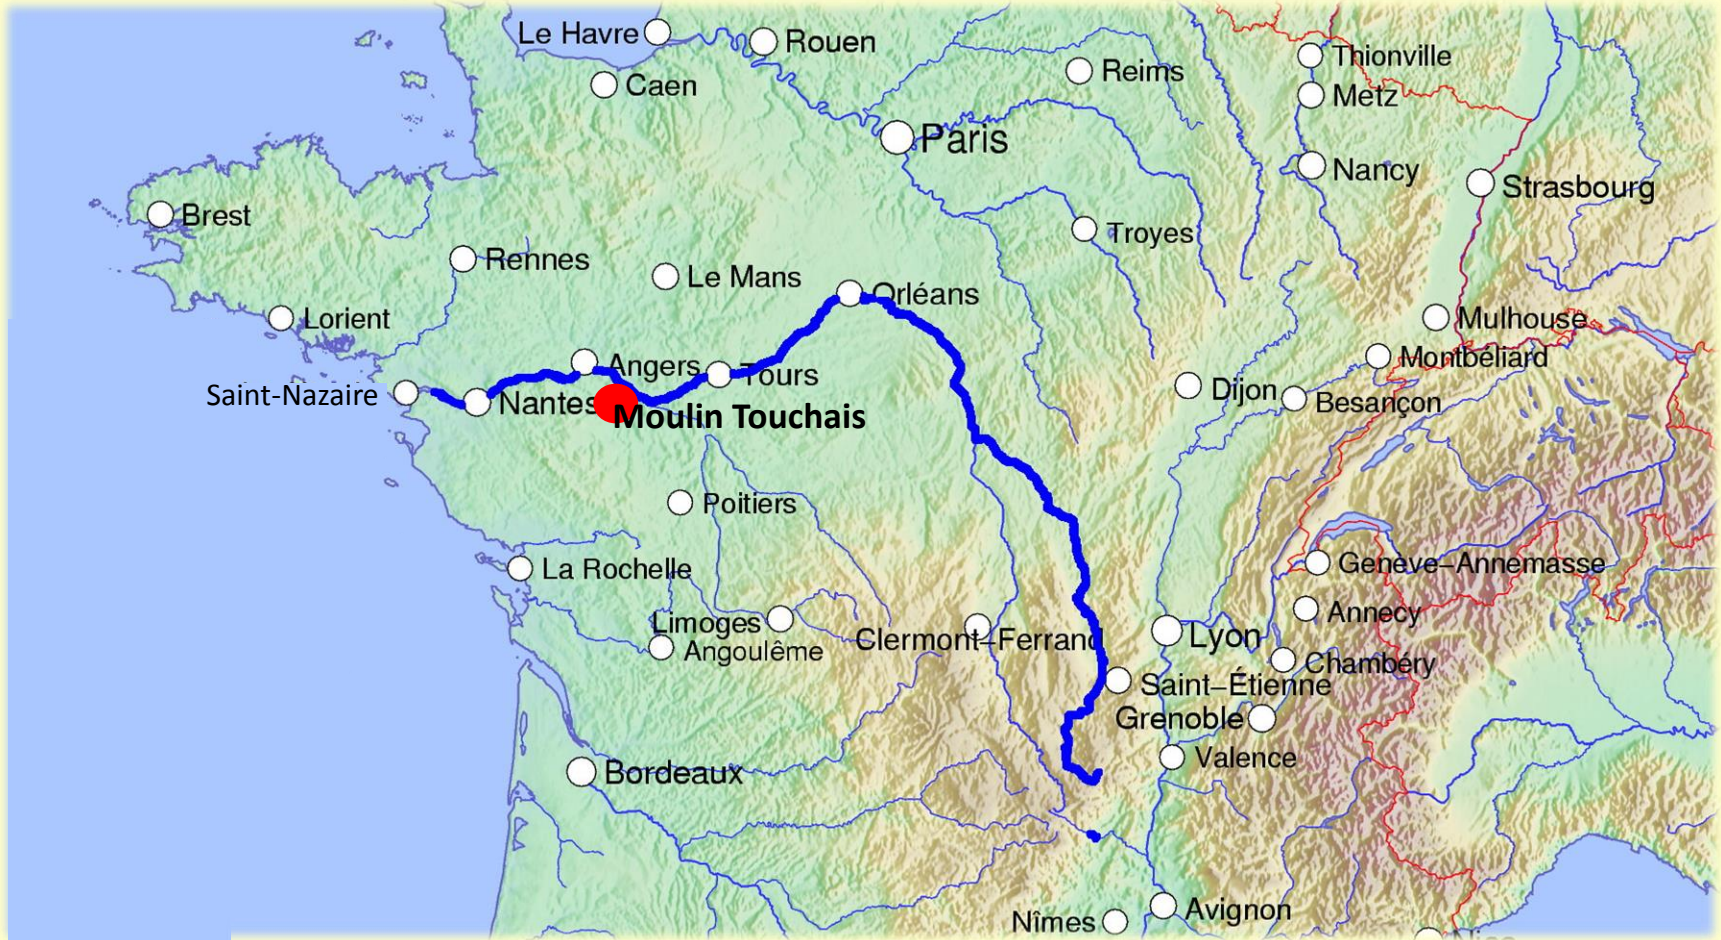 Le Havre
Rouen
Caen
Reims
Thionville
Metz
Paris
Nancy
Strasbourg
Brest
Troyes
Rennes
Le Mans
Orléans
Lorient
Mulhouse
Montbéliard
Angers
Tours
Dijon
Besançon
Saint-Nazaire
Nantes
Moulin Touchais
Poitiers
La Rochelle
Genève–Annemasse
Annecy
Limoges
Clermont–Ferrand
Lyon
Angoulême
Chambéry
Saint–Étienne
Grenoble
Valence
Bordeaux
Avignon
Nîmes